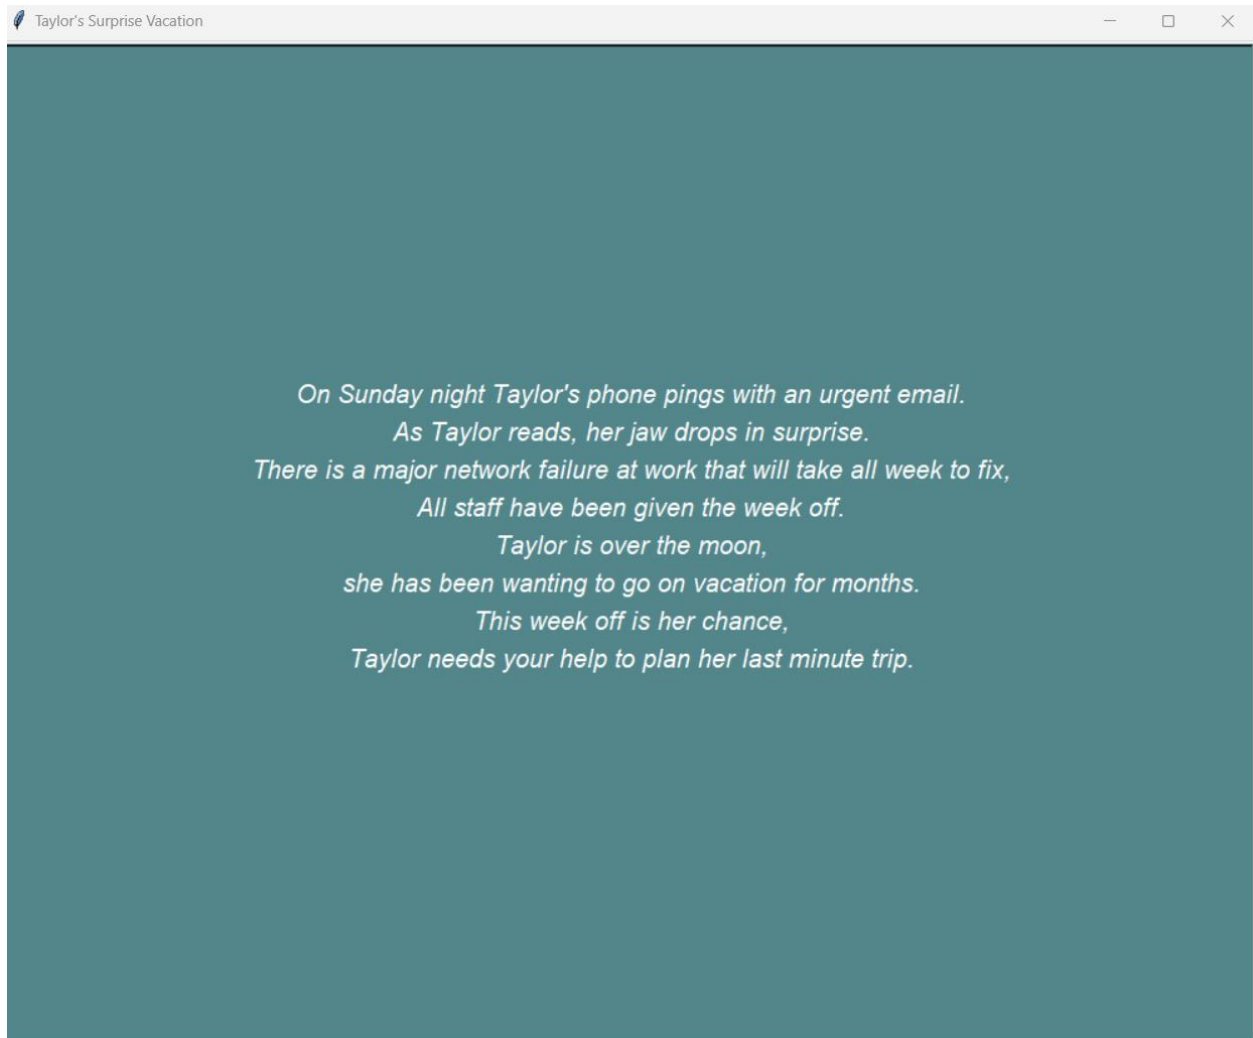 Taylor's Surprise Vacation
On Sunday night Taylor's phone pings with an urgent email.
As Taylor reads, her jaw drops in surprise.
There is a major network failure at work that will take all week to fix,
All staff have been given the week off.
Taylor is over the moon,
she has been wanting to go on vacation for months.
This week off is her chance,
Taylor needs your help to plan her last minute trip.